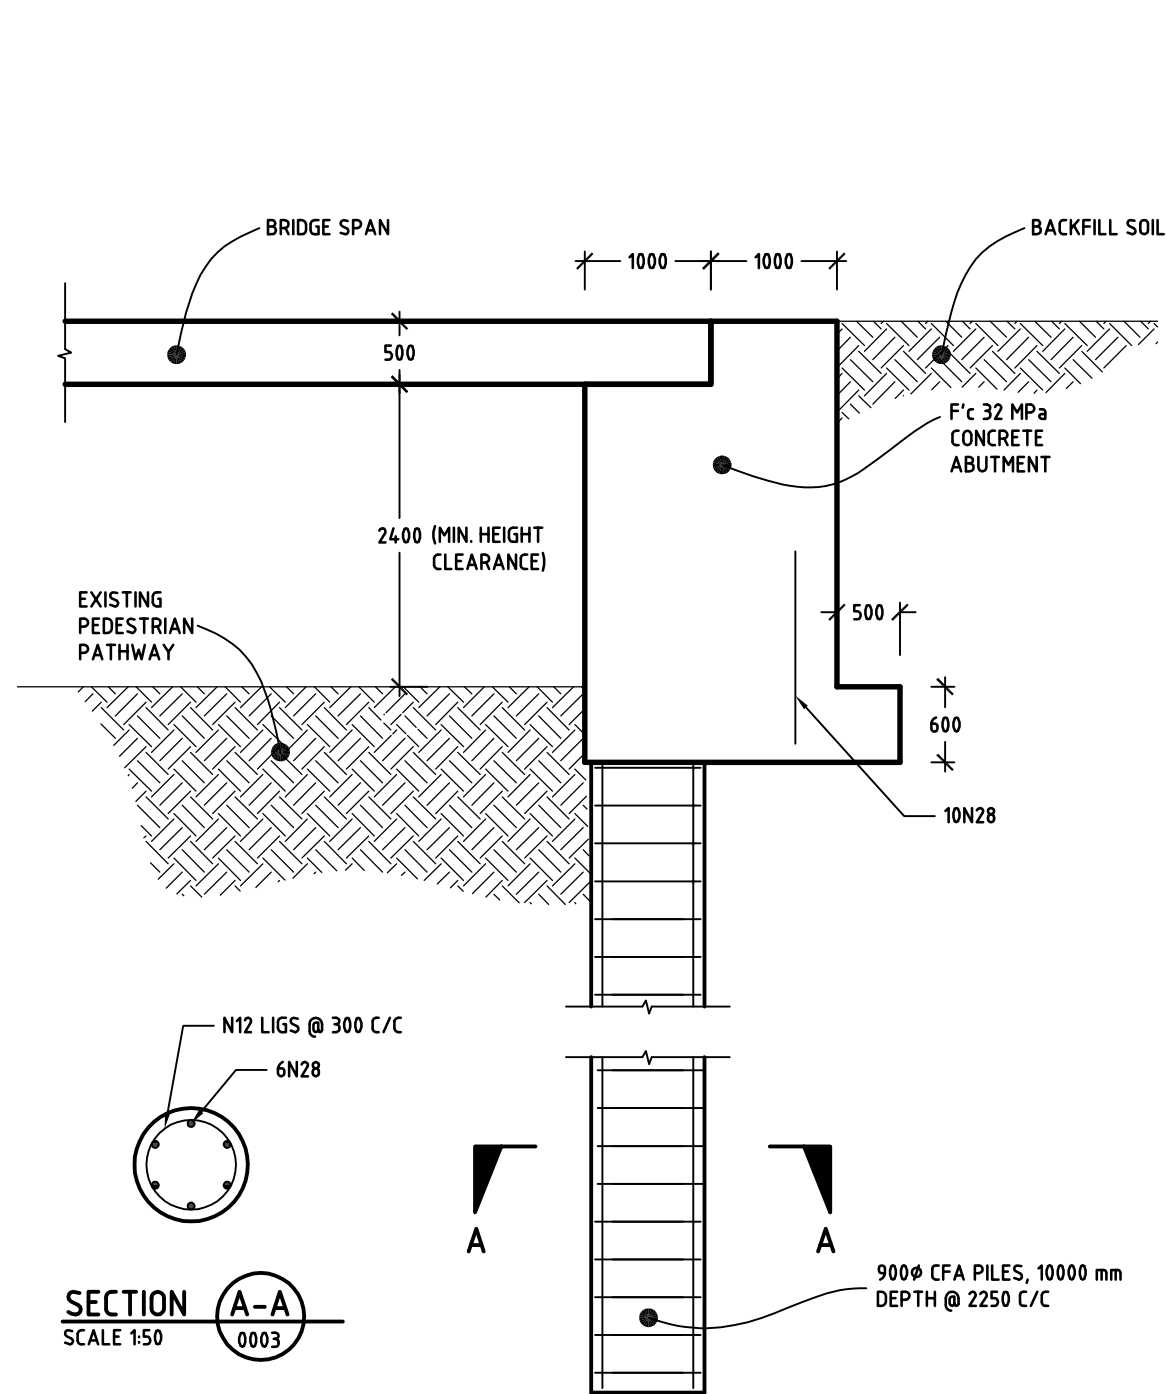 BRIDGE SPAN
BACKFILL SOIL
1000
1000
500
F'c 32 MPa
CONCRETE
ABUTMENT
2400 (MIN. HEIGHT
CLEARANCE)
EXISTING
PEDESTRIAN
PATHWAY
500
600
10N28
N12 LIGS @ 300 C/C
6N28
A
A
900Ø CFA PILES, 10000 mm
DEPTH @ 2250 C/C
SECTION
A-A
SCALE 1:50
0003